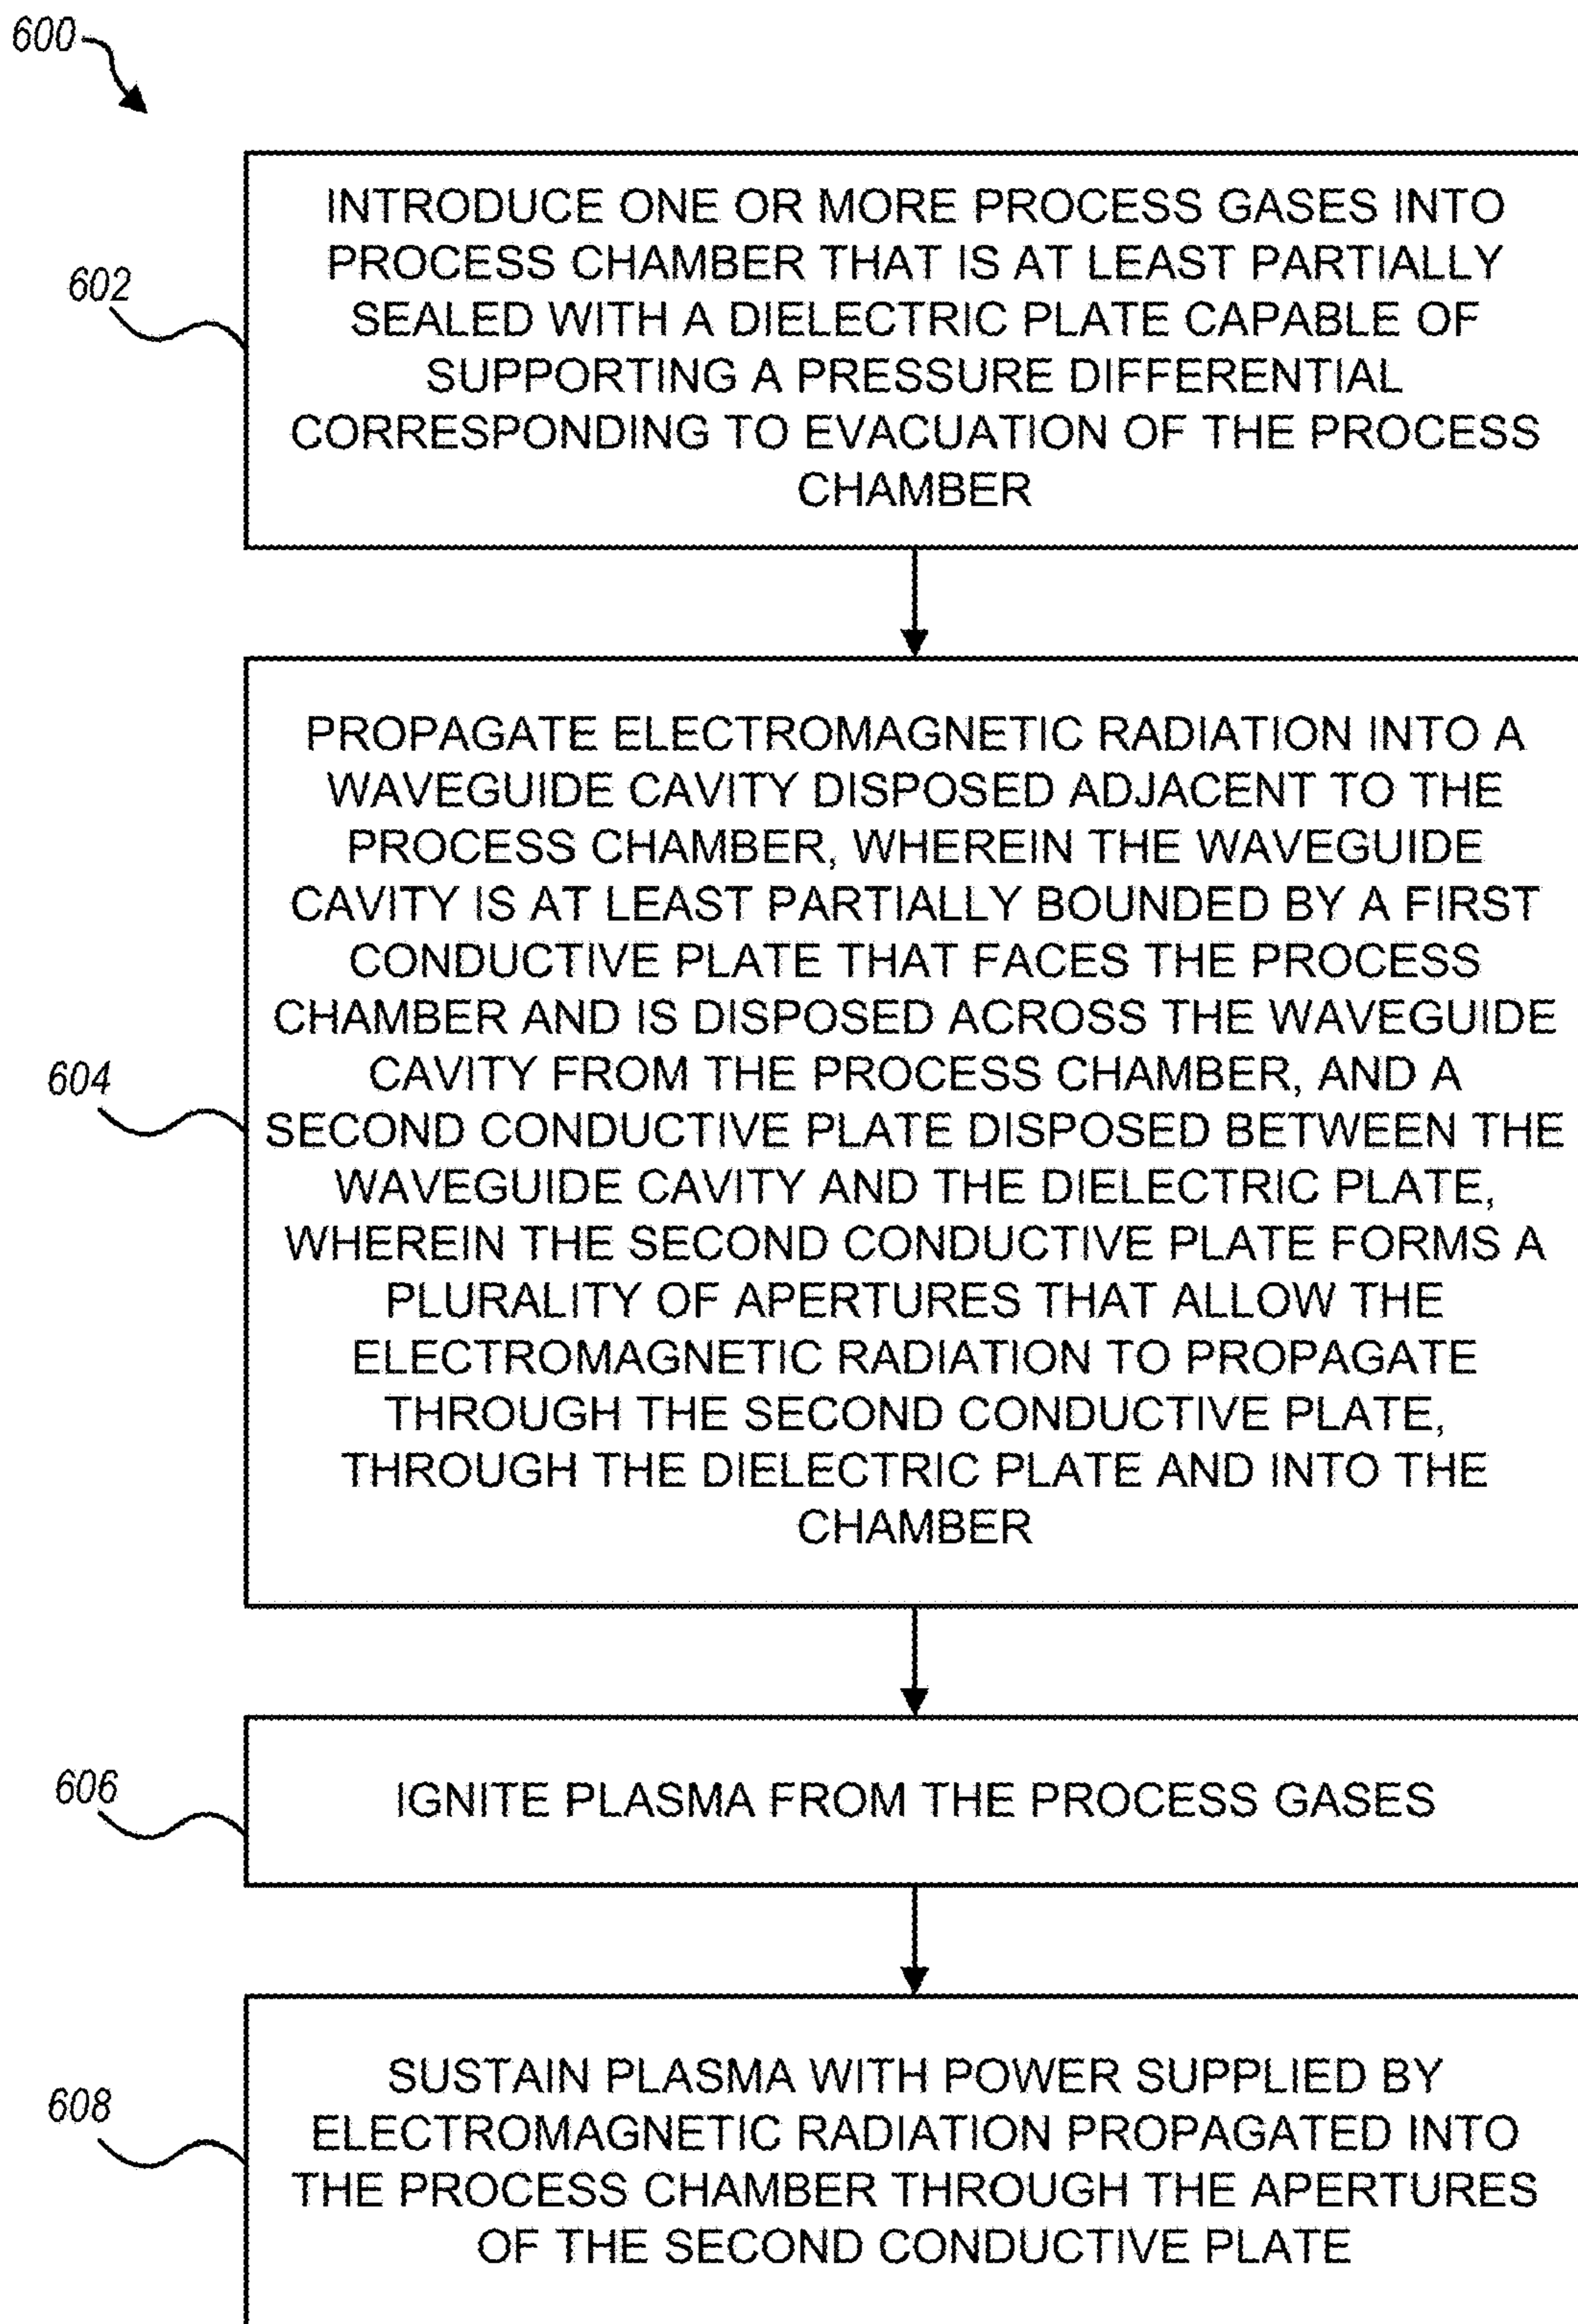 600
INTRODUCE ONE OR MORE PROCESS GASES INTO
PROCESS CHAMBER THAT IS AT LEAST PARTIALLY
SEALED WITH A DIELECTRIC PLATE CAPABLE OF
SUPPORTING A PRESSURE DIFFERENTIAL
CORRESPONDING TO EVACUATION OF THE PROCESS
CHAMBER
602
PROPAGATE ELECTROMAGNETIC RADIATION INTO A
WAVEGUIDE CAVITY DISPOSED ADJACENT TO THE
PROCESS CHAMBER, WHEREIN THE WAVEGUIDE
CAVITY IS AT LEAST PARTIALLY BOUNDED BY A FIRST
CONDUCTIVE PLATE THAT FACES THE PROCESS
CHAMBER AND IS DISPOSED ACROSS THE WAVEGUIDE
CAVITY FROM THE PROCESS CHAMBER, AND A
SECOND CONDUCTIVE PLATE DISPOSED BETWEEN THE
WAVEGUIDE CAVITY AND THE DIELECTRIC PLATE,
WHEREIN THE SECOND CONDUCTIVE PLATE FORMS A
PLURALITY OF APERTURES THAT ALLOW THE
ELECTROMAGNETIC RADIATION TO PROPAGATE
THROUGH THE SECOND CONDUCTIVE PLATE,
THROUGH THE DIELECTRIC PLATE AND INTO THE
CHAMBER
604
IGNITE PLASMA FROM THE PROCESS GASES
606
SUSTAIN PLASMA WITH POWER SUPPLIED BY
ELECTROMAGNETIC RADIATION PROPAGATED INTO
THE PROCESS CHAMBER THROUGH THE APERTURES
OF THE SECOND CONDUCTIVE PLATE
608